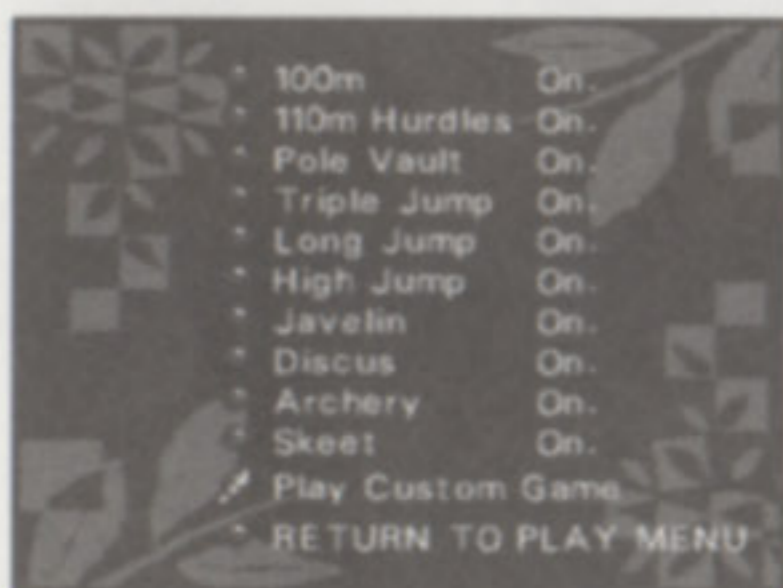 100m On.
110m Hurdles On.
Pole Vault On.
Triple Jump On.
Long Jump On.
High Jump On.
Javelin On.
Discus On.
Archery On.
Skeet On.
Play Custom Game
RETURN TO PLAY MENU